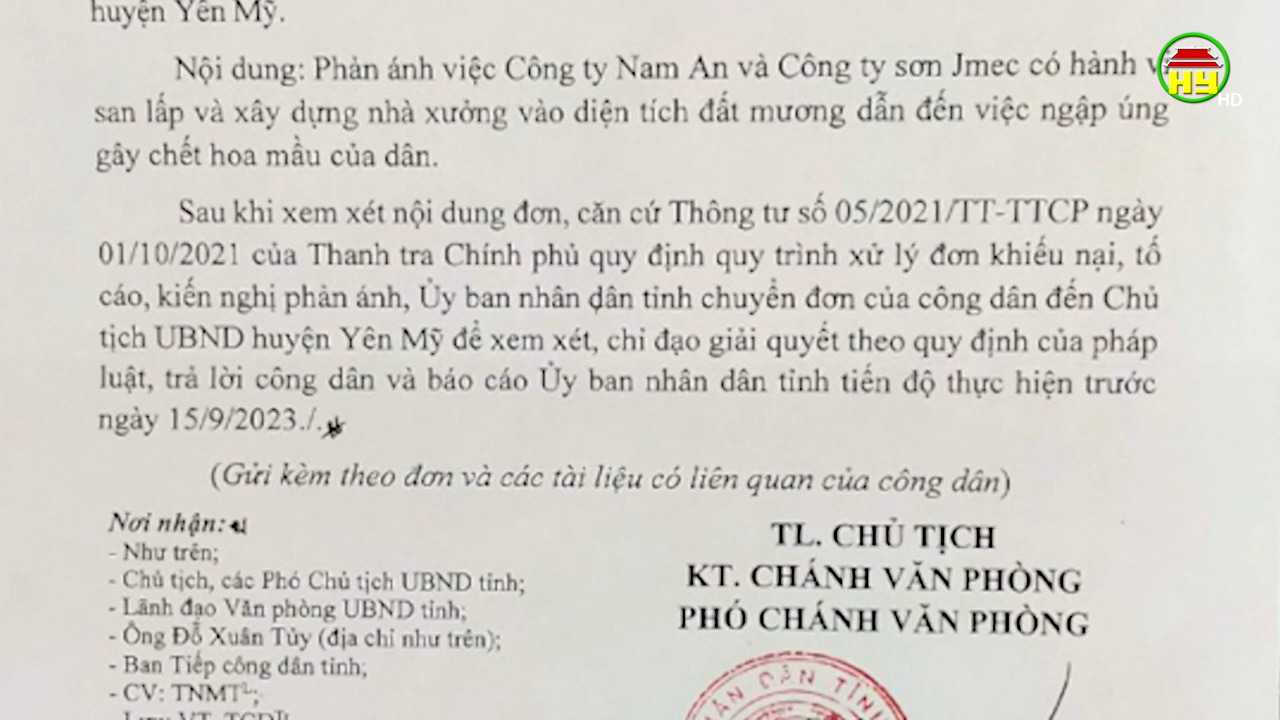 huyện Yên Mỹ.
Nội dung: Phản ánh việc Công ty Nam An và Công ty sơn Jmec có hành
san lấp và xây dựng nhà xưởng vào diện tích đất mương dẫn đến việc ngập úng
gây chết hoa mầu của dân.
Sau khi xem xét nội dung đơn, căn cứ Thông tư số 05/2021/TT-TTCP ngày
01/10/2021 của Thanh tra Chính phủ quy định quy trình xử lý đơn khiếu nại, tố
cáo, kiến nghị phản ánh, Ủy ban nhân dân tỉnh chuyển đơn của công dân đến Chủ
tịch UBND huyện Yên Mỹ để xem xét, chỉ đạo giải quyết theo quy định của pháp
luật, trả lời công dân và báo cáo Ủy ban nhân dân tỉnh tiến độ thực hiện trước
ngày 15/9/2023./.
(Gửi kèm theo đơn và các tài liệu có liên quan của công dân)
Nơi nhận:
- Như trên;
- Chủ tịch, các Phó Chủ tịch UBND tỉnh;
- Lãnh đạo Văn phòng UBND tỉnh;
- Ông Đỗ Xuân Tủy (địa chỉ như trên);
- Ban Tiếp công dân tỉnh;
- CV: TNMT
TL. CHỦ TỊCH
KT. CHÁNH VĂN PHÒNG
PHÓ CHÁNH VĂN PHÒNG
DÂN TỈNH
HY
HD